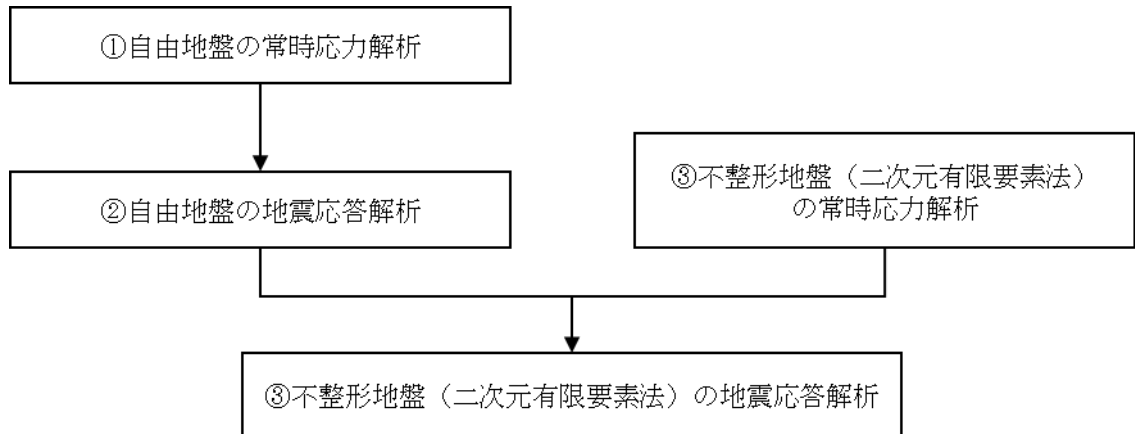 ①自由地盤の常時応力解析
②自由地盤の地震応答解析
③不整形地盤（二次元有限要素法）
の常時応力解析
③不整形地盤（二次元有限要素法）の地震応答解析